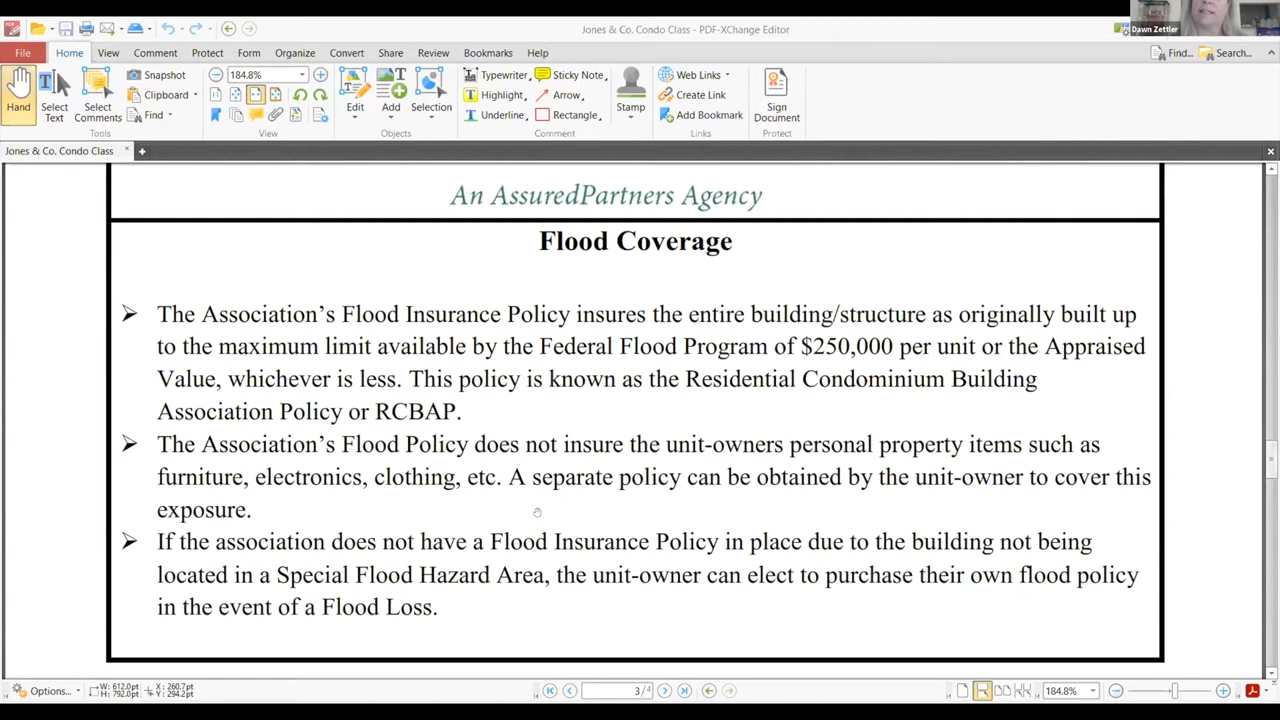 Jones & Co. Condo Class - PDF-XChange Editor
Dawn Zettler
File Home View Comment Protect Form Organize Convert Share Review Bookmarks Help
Find... Search...
Hand
Select Text
Select Comments
Snapshot
Clipboard
Find
Tools
184.8%
View
Edit
Add
Selection
Objects
Typewriter
Highlight
Underline
Sticky Note
Arrow
Rectangle
Stamp
Comment
Web Links
Create Link
Add Bookmark
Links
Sign Document
Protect
Jones & Co. Condo Class
An AssuredPartners Agency
Flood Coverage
The Association's Flood Insurance Policy insures the entire building/structure as originally built up
to the maximum limit available by the Federal Flood Program of $250,000 per unit or the Appraised
Value, whichever is less. This policy is known as the Residential Condominium Building
Association Policy or RCBAP.
The Association's Flood Policy does not insure the unit-owners personal property items such as
furniture, electronics, clothing, etc. A separate policy can be obtained by the unit-owner to cover this
exposure.
If the association does not have a Flood Insurance Policy in place due to the building not being
located in a Special Flood Hazard Area, the unit-owner can elect to purchase their own flood policy
in the event of a Flood Loss.
Options...
W: 612.0pt
H: 792.0pt
X: 260.7pt
Y: 294.2pt
3/4
184.8%